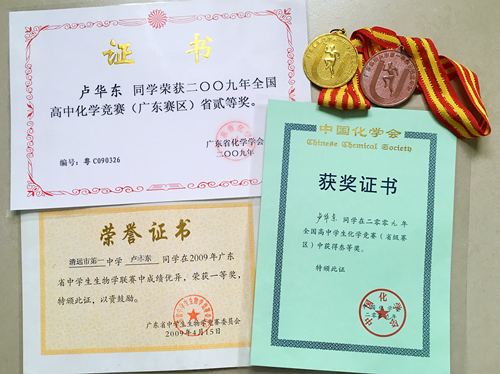 证 书
卢华东 同学荣获二〇〇九年全国
高中化学竞赛（广东赛区）省贰等奖。
广东省化学学会
二〇〇九年
编号：粤C090326
中国化学会
Chinese Chemical Society
获奖证书
卢华东同学在二零零九年
全国高中学生化学竞赛（省级赛
区）中获得叁等奖。
特颁此证
荣誉证书
清远市第一中学 卢华东 同学在2009年广东
省中学生生物学联赛中成绩优异，荣获一等奖，
特颁此证，以资鼓励。
广东省中学生生物学竞赛委员会
2009年4月15日